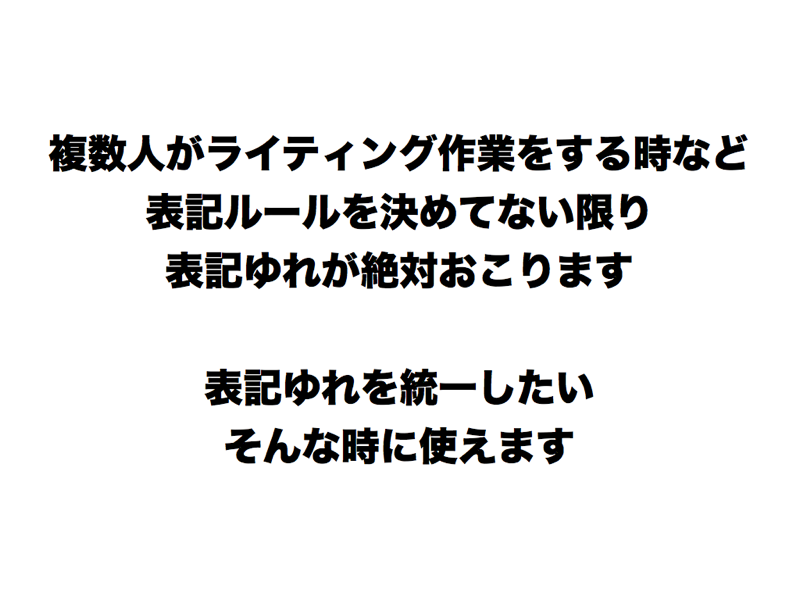 複数人がライティング作業をする時など
表記ルールを決めてない限り
表記ゆれが絶対おこります
表記ゆれを統一したい
そんな時に使えます